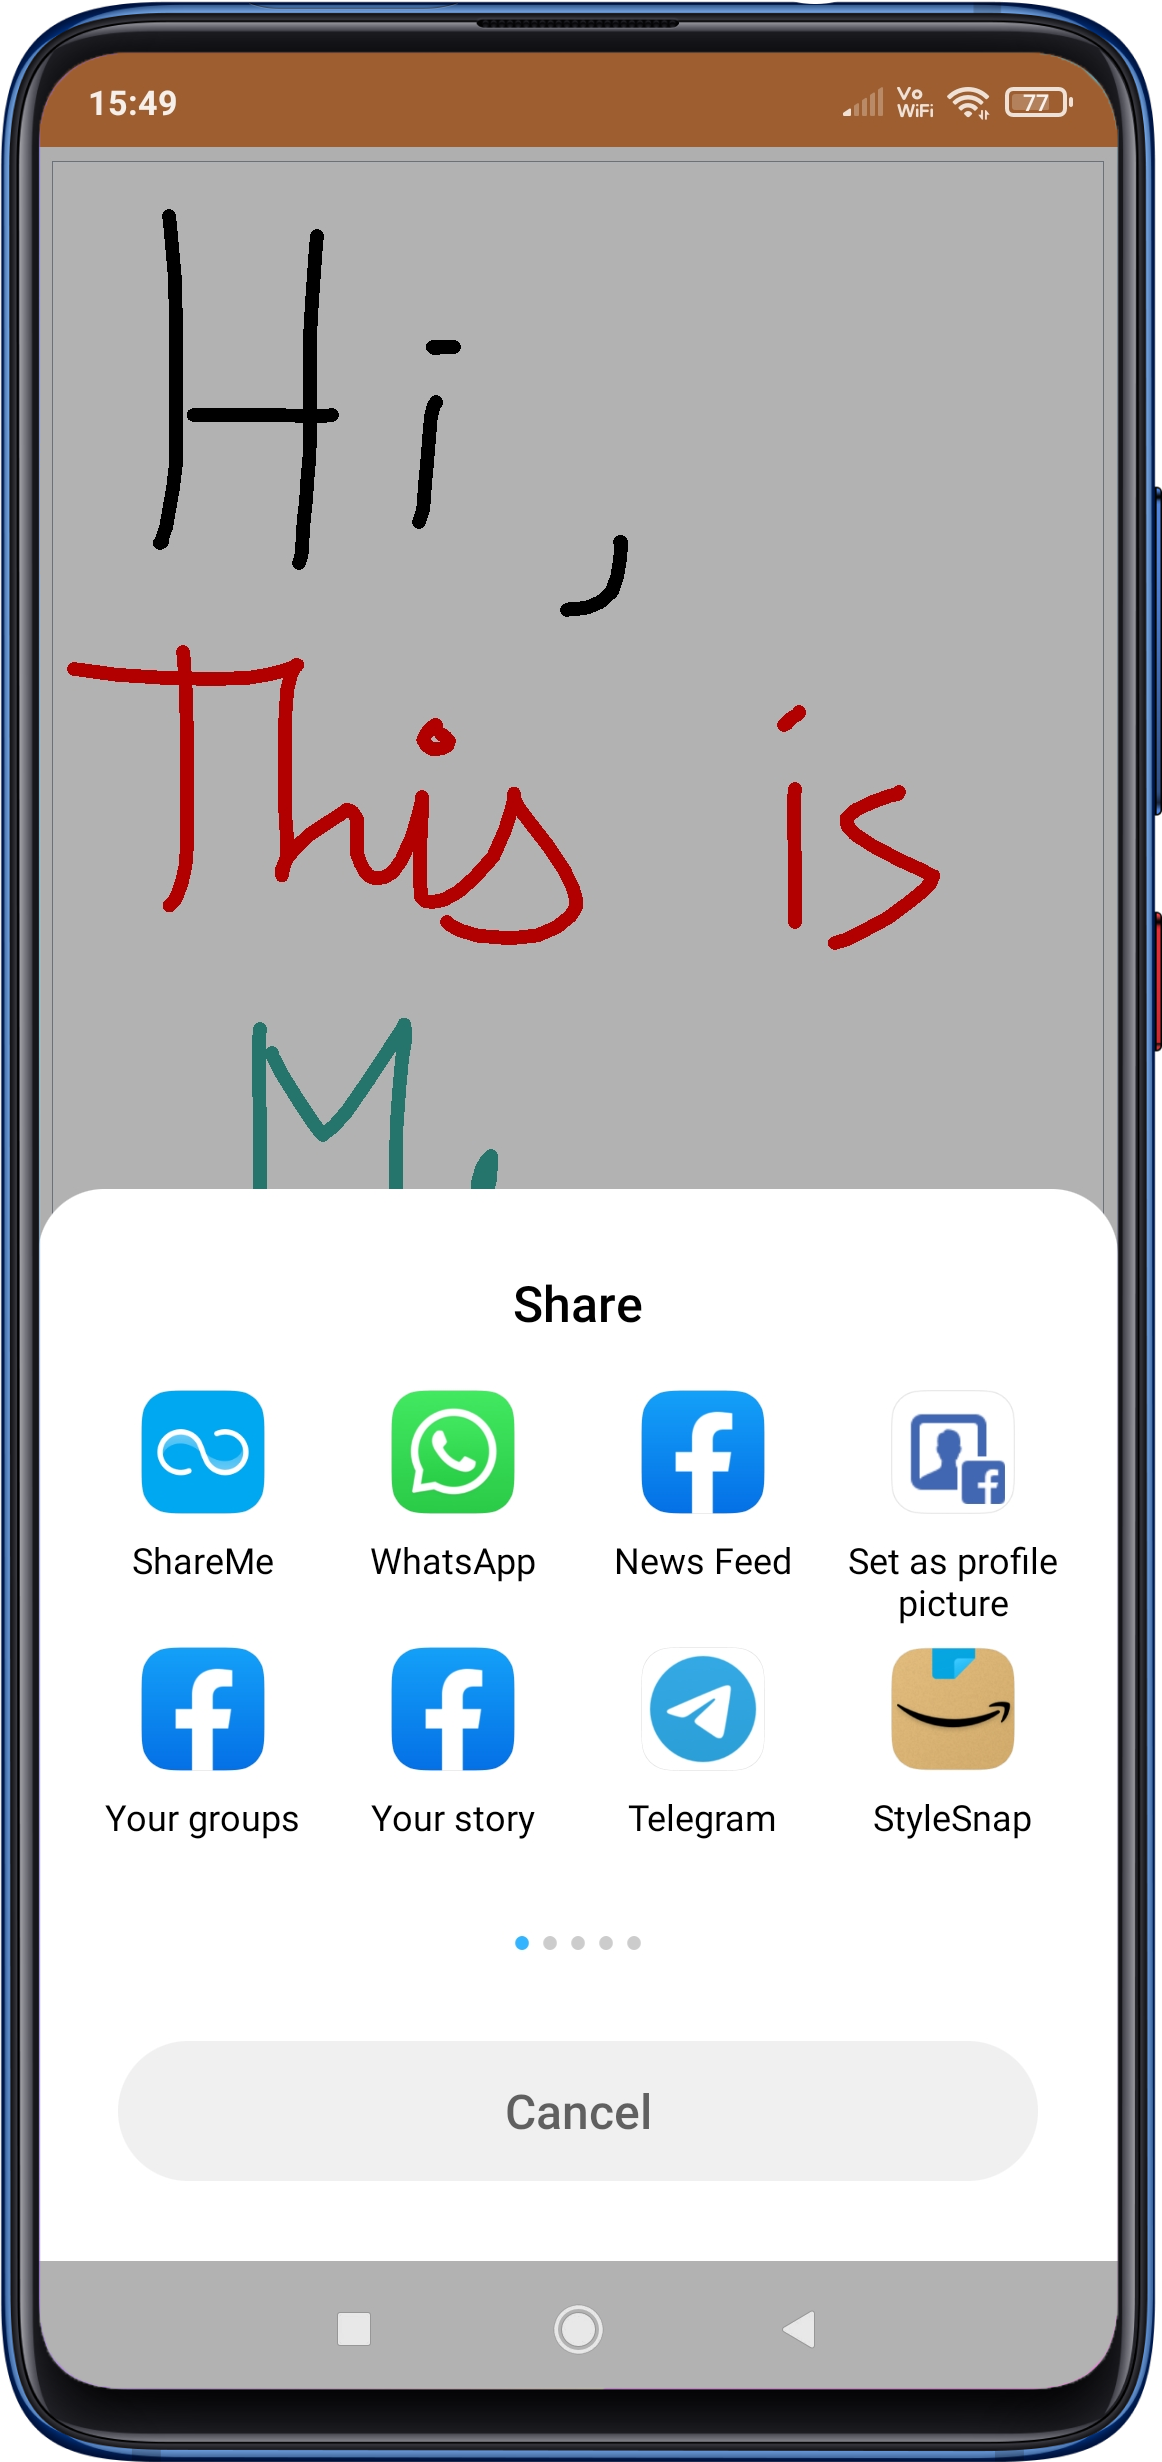 15:49
Vo
WiFi
77
Hi,
This is
Share
ShareMe
WhatsApp
News Feed
Set as profile
picture
Your groups
Your story
Telegram
StyleSnap
Cancel